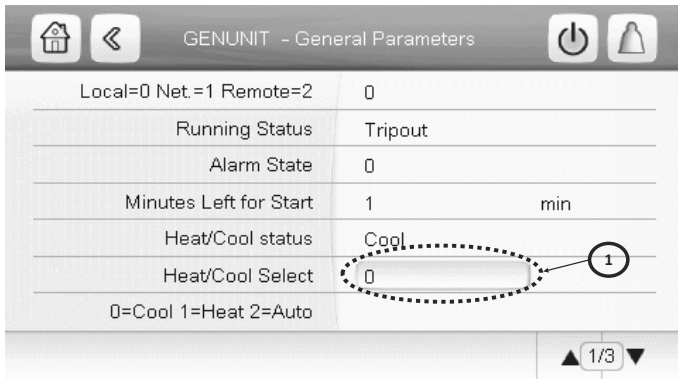 GENUNIT - General Parameters
Local=0 Net.=1 Remote=2 0
Running Status Tripout
Alarm State 0
Minutes Left for Start 1 min
Heat/Cool status Cool
Heat/Cool Select 0
1
0=Cool 1=Heat 2=Auto
1/3